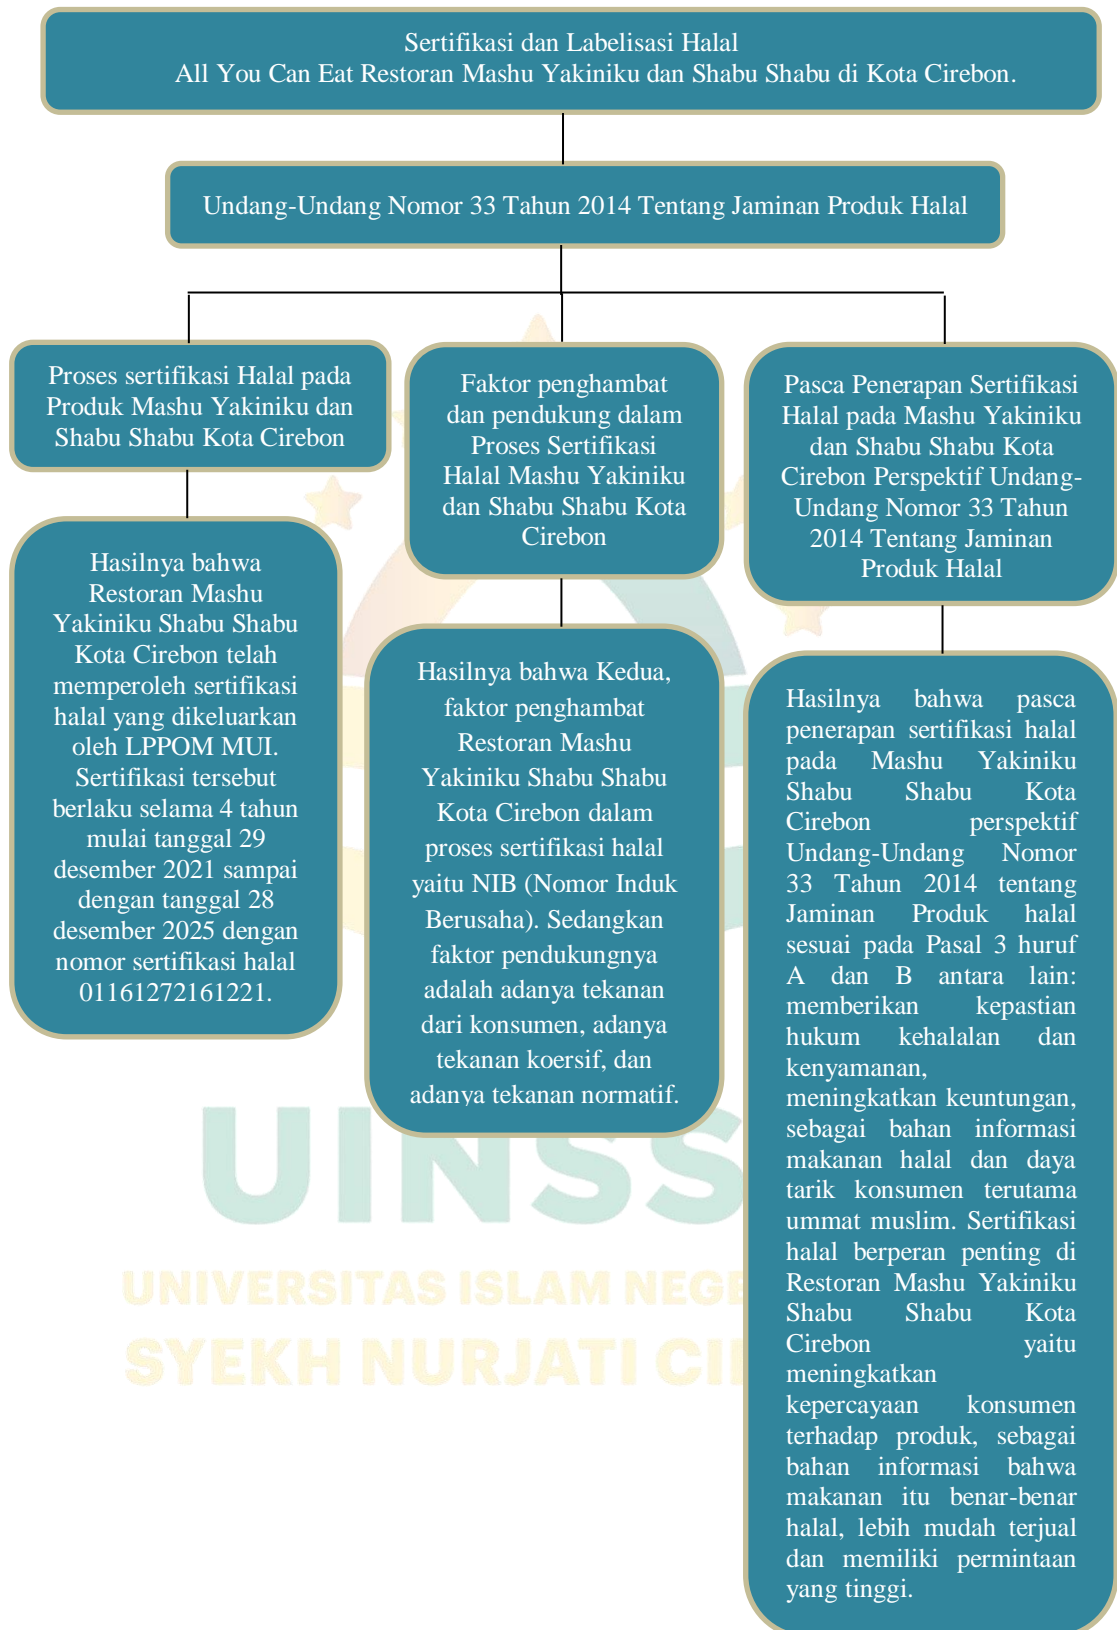 Sertifikasi dan Labelisasi Halal
All You Can Eat Restoran Mashu Yakiniku dan Shabu Shabu di Kota Cirebon.
Undang-Undang Nomor 33 Tahun 2014 Tentang Jaminan Produk Halal
Proses sertifikasi Halal pada
Produk Mashu Yakiniku dan
Shabu Shabu Kota Cirebon
Faktor penghambat
dan pendukung dalam
Proses Sertifikasi
Halal Mashu Yakiniku
dan Shabu Shabu Kota
Cirebon
Pasca Penerapan Sertifikasi
Halal pada Mashu Yakiniku
dan Shabu Shabu Kota
Cirebon Perspektif Undang-
Undang Nomor 33 Tahun
2014 Tentang Jaminan
Produk Halal
Hasilnya bahwa
Restoran Mashu
Yakiniku Shabu Shabu
Kota Cirebon telah
memperoleh sertifikasi
halal yang dikeluarkan
oleh LPPOM MUI.
Sertifikasi tersebut
berlaku selama 4 tahun
mulai tanggal 29
desember 2021 sampai
dengan tanggal 28
desember 2025 dengan
nomor sertifikasi halal
01161272161221.
Hasilnya bahwa Kedua,
faktor penghambat
Restoran Mashu
Yakiniku Shabu Shabu
Kota Cirebon dalam
proses sertifikasi halal
yaitu NIB (Nomor Induk
Berusaha). Sedangkan
faktor pendukungnya
adalah adanya tekanan
dari konsumen, adanya
tekanan koersif, dan
adanya tekanan normatif.
Hasilnya bahwa pasca
penerapan sertifikasi halal
pada Mashu Yakiniku
Shabu Shabu Kota
Cirebon perspektif
Undang-Undang Nomor
33 Tahun 2014 tentang
Jaminan Produk halal
sesuai pada Pasal 3 huruf
A dan B antara lain:
memberikan kepastian
hukum kehalalan dan
kenyamanan,
meningkatkan keuntungan,
sebagai bahan informasi
makanan halal dan daya
tarik konsumen terutama
ummat muslim. Sertifikasi
halal berperan penting di
Restoran Mashu Yakiniku
Shabu Shabu Kota
Cirebon yaitu
meningkatkan
kepercayaan konsumen
terhadap produk, sebagai
bahan informasi bahwa
makanan itu benar-benar
halal, lebih mudah terjual
dan memiliki permintaan
yang tinggi.
UINSS
UNIVERSITAS ISLAM NEGE
SYEKH NURJATI CI